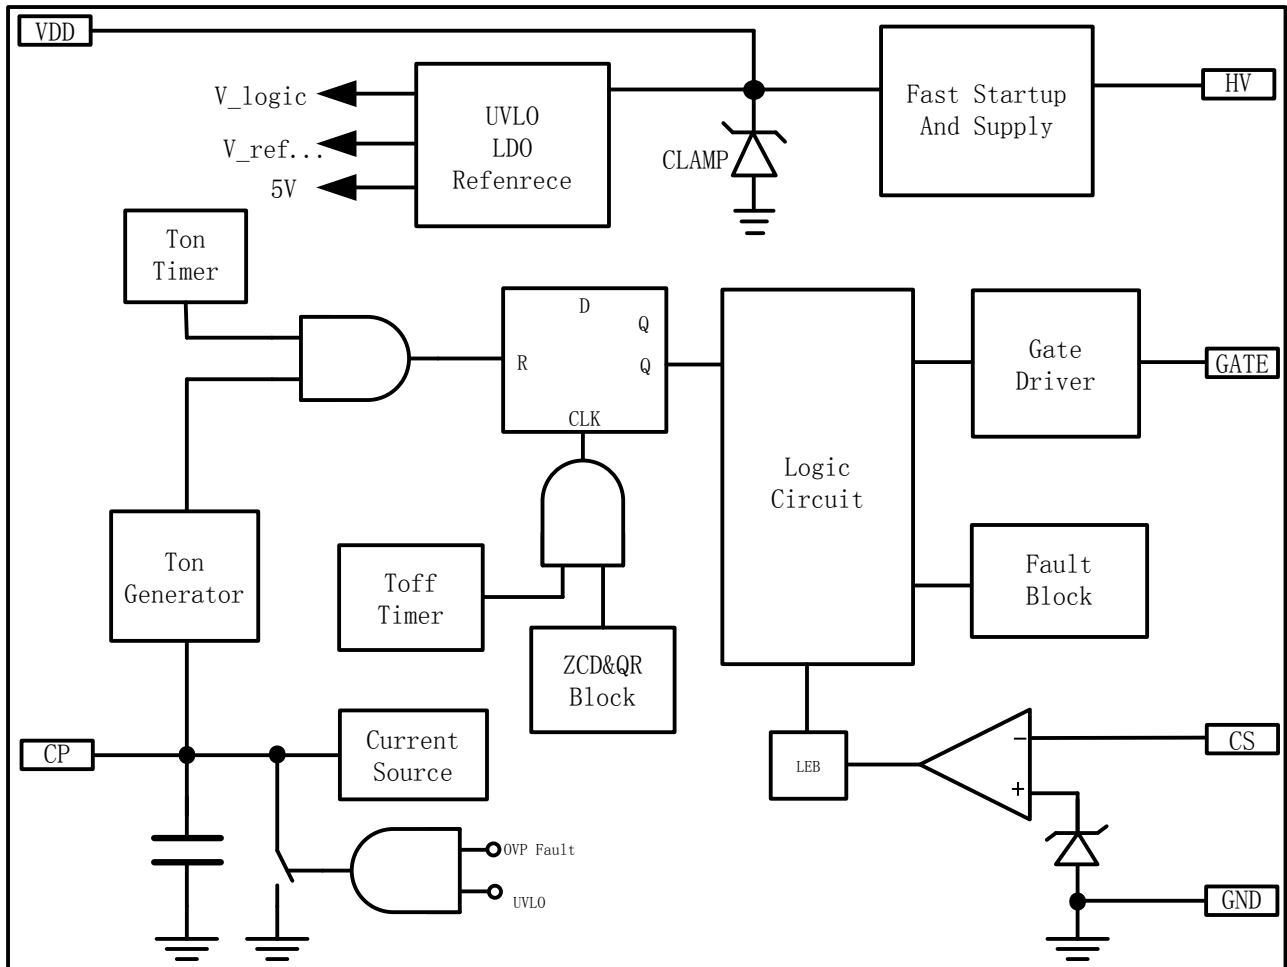 VDD
V_logic
V_ref...
5V
UVLO
LDO
Refenrece
CLAMP
Fast Startup
And Supply
HV
Ton
Timer
D
Q
R
Q
CLK
Logic
Circuit
Gate
Driver
GATE
Ton
Generator
Toff
Timer
ZCD&QR
Block
Fault
Block
CP
Current
Source
LEB
−
+
CS
OVP Fault
UVLO
GND